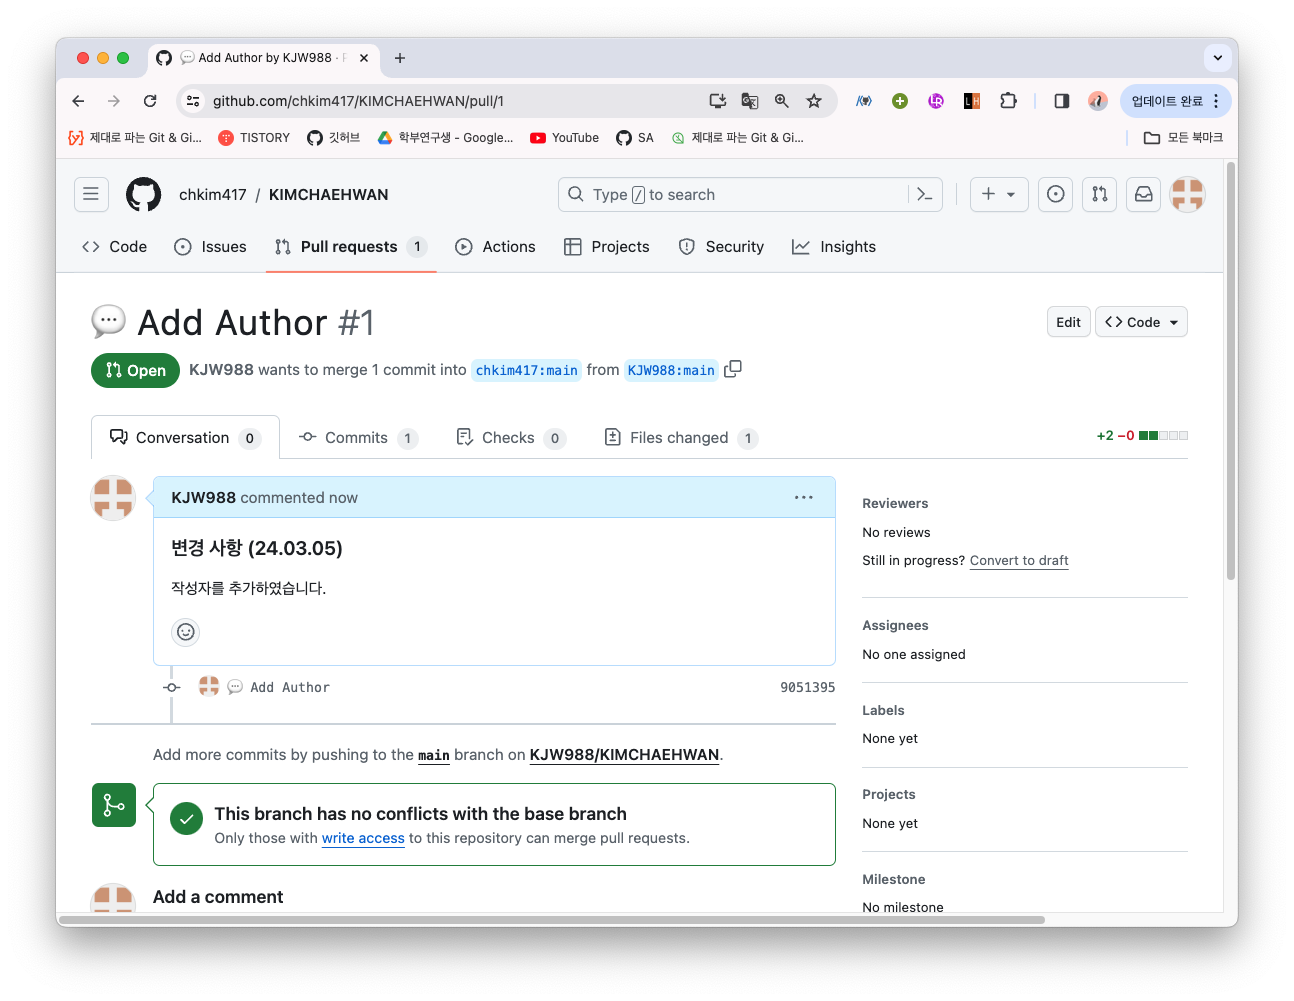 💬 Add Author by KJW988 · P
github.com/chkim417/KIMCHAEHWAN/pull/1
업데이트 완료
제대로 파는 Git & Gi...
TISTORY
깃허브
학부연구생 - Google...
YouTube
SA
제대로 파는 Git & Gi...
모든 북마크
chkim417 / KIMCHAEHWAN
Type / to search
Code
Issues
Pull requests 1
Actions
Projects
Security
Insights
💬 Add Author #1
Edit
<> Code
Open
KJW988 wants to merge 1 commit into chkim417:main from KJW988:main
Conversation 0
Commits 1
Checks 0
Files changed 1
+2 −0
KJW988 commented now
변경 사항 (24.03.05)
작성자를 추가하였습니다.
💬 Add Author
9051395
Add more commits by pushing to the main branch on KJW988/KIMCHAEHWAN.
This branch has no conflicts with the base branch
Only those with write access to this repository can merge pull requests.
Add a comment
Reviewers
No reviews
Still in progress? Convert to draft
Assignees
No one assigned
Labels
None yet
Projects
None yet
Milestone
No milestone